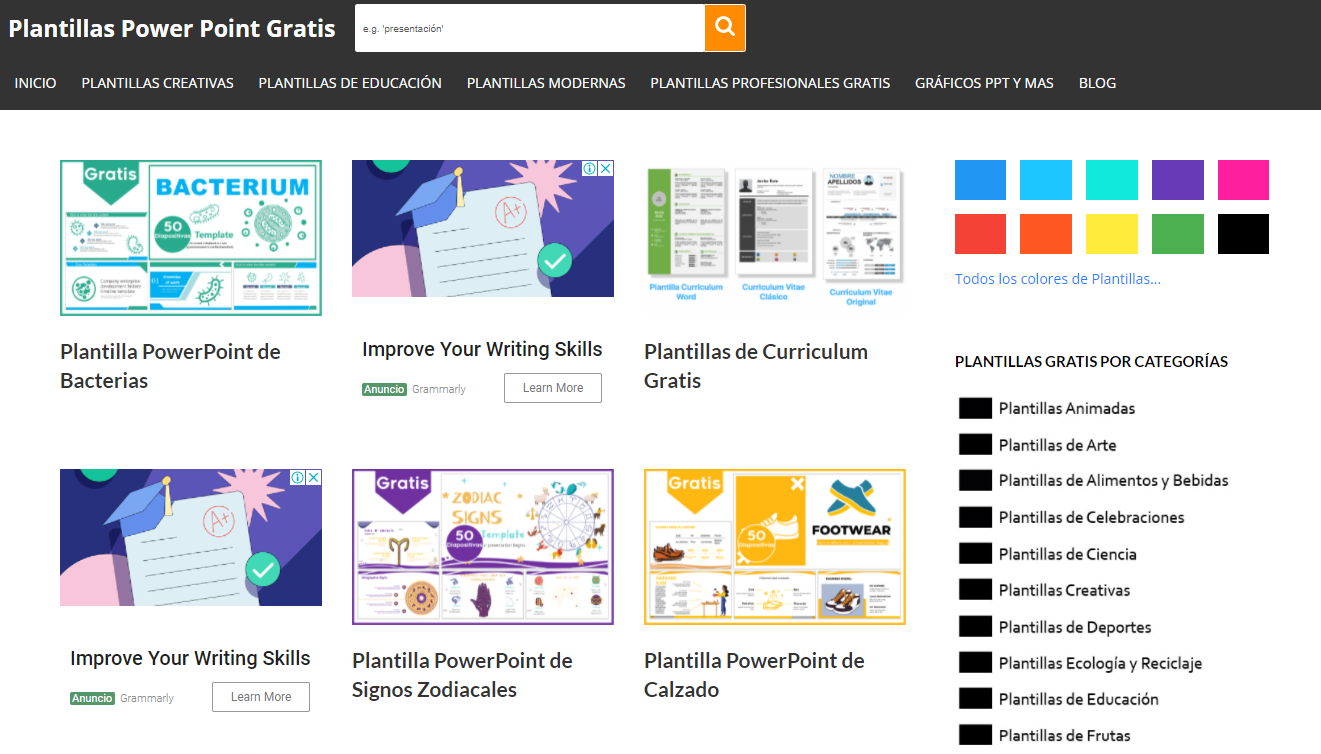 Plantillas Power Point Gratis
e.g. 'presentación'
INICIO PLANTILLAS CREATIVAS PLANTILLAS DE EDUCACIÓN PLANTILLAS MODERNAS PLANTILLAS PROFESIONALES GRATIS GRÁFICOS PPT Y MAS BLOG
Gratis
BACTERIUM
50
Diapositivas
Template
Plantilla PowerPoint de
Bacterias
A+
Improve Your Writing Skills
Anuncio Grammarly
Learn More
Plantilla Curriculum
Word
Curriculum Vitae
Clásico
NOMBRE
APELLIDOS
Curriculum Vitae
Original
Plantillas de Curriculum
Gratis
A+
Improve Your Writing Skills
Anuncio Grammarly
Learn More
Gratis
ZODIAC
SIGNS
50
Diapositivas
Template
Plantilla PowerPoint de
Signos Zodiacales
Gratis
50
Diapositivas
FOOTWEAR
Plantilla PowerPoint de
Calzado
Todos los colores de Plantillas...
PLANTILLAS GRATIS POR CATEGORÍAS
Plantillas Animadas
Plantillas de Arte
Plantillas de Alimentos y Bebidas
Plantillas de Celebraciones
Plantillas de Ciencia
Plantillas Creativas
Plantillas de Deportes
Plantillas Ecología y Reciclaje
Plantillas de Educación
Plantillas de Frutas